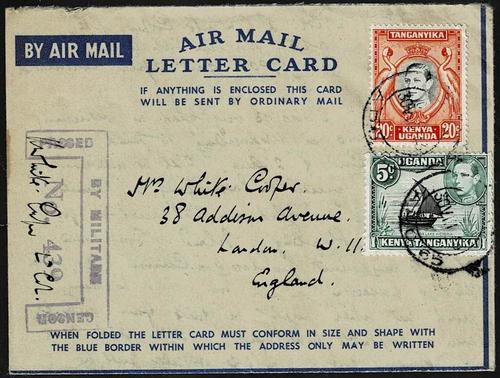 BY AIR MAIL
AIR MAIL
LETTER CARD
IF ANYTHING IS ENCLOSED THIS CARD
WILL BE SENT BY ORDINARY MAIL
TANGANYIKA
20c 20c
KENYA
UGANDA
UGANDA
5c
KENYA TANGANYIKA
PASSED
BY MILITARY
CENSOR
No 439
Mrs White Cooper.
38 Addison Avenue.
London. W. 11.
England.
WHEN FOLDED THE LETTER CARD MUST CONFORM IN SIZE AND SHAPE WITH
THE BLUE BORDER WITHIN WHICH THE ADDRESS ONLY MAY BE WRITTEN